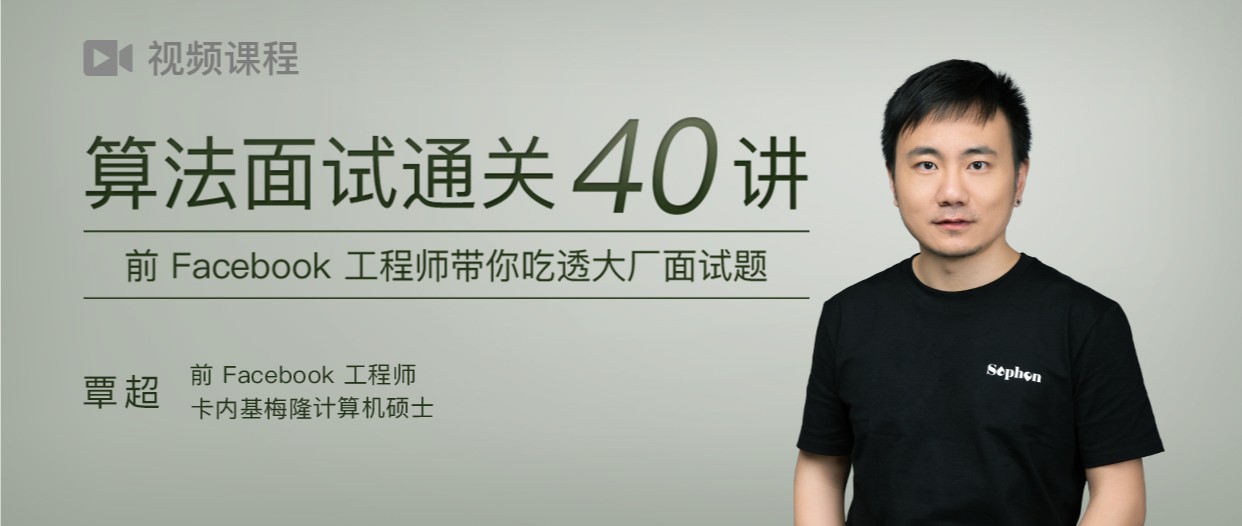 视频课程
算法面试通关40讲
前 Facebook 工程师带你吃透大厂面试题
覃超
前 Facebook 工程师
卡内基梅隆计算机硕士
Sophon